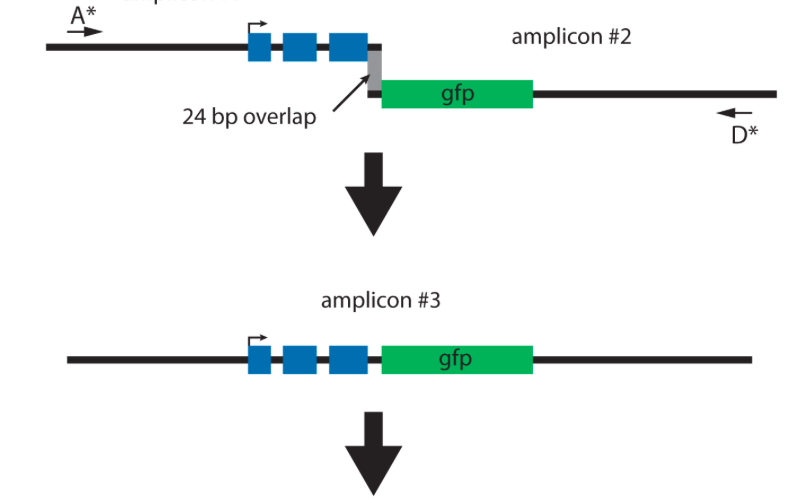 A*
amplicon #2
gfp
24 bp overlap
D*
amplicon #3
gfp